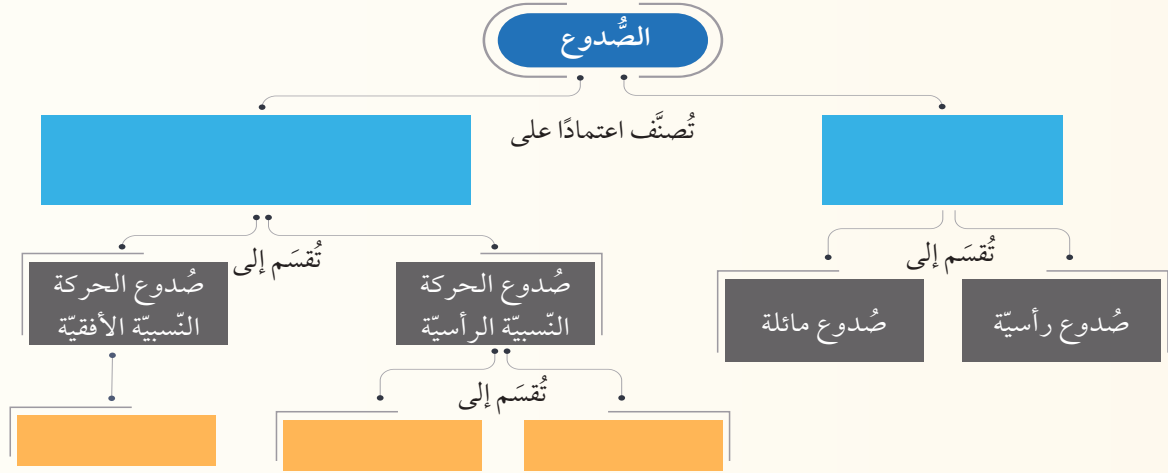 الصُّدوع
تُصنَّف اعتمادًا على
تُقسَم إلى
صُدوع رأسيّة
صُدوع مائلة
تُقسَم إلى
صُدوع الحركة
النّسبيّة الرأسيّة
صُدوع الحركة
النّسبيّة الأفقيّة
تُقسَم إلى